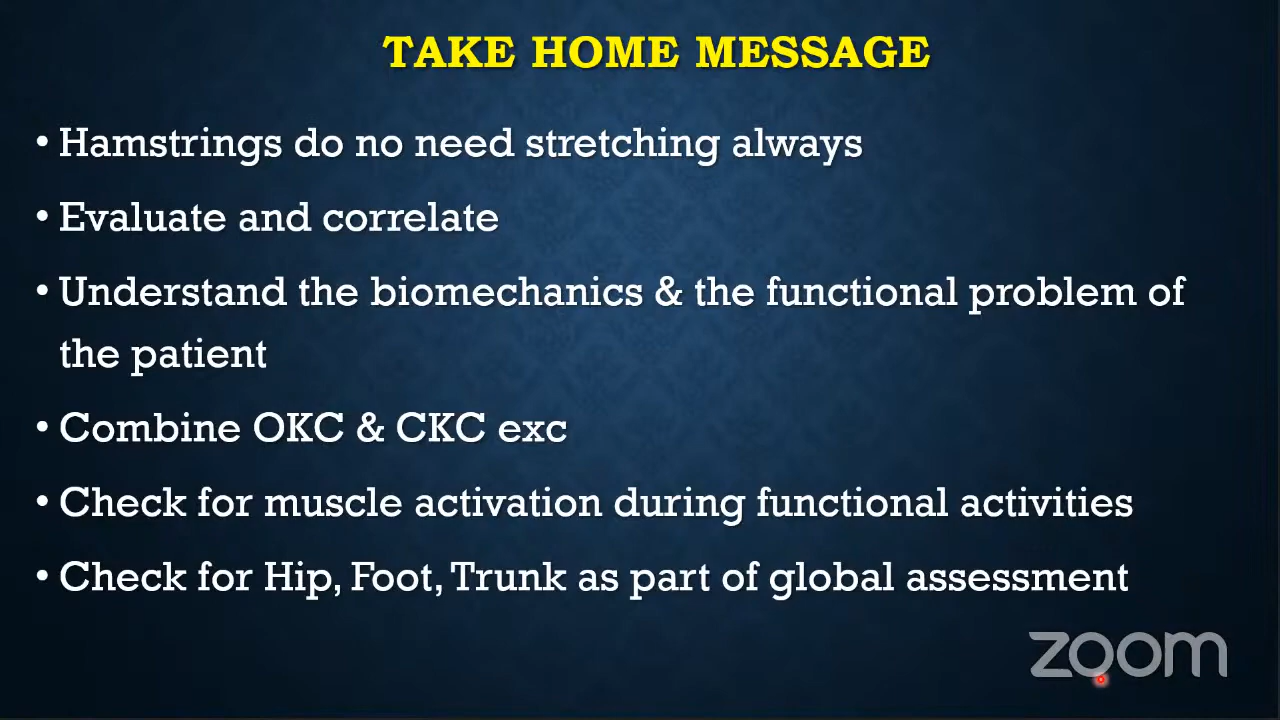 TAKE HOME MESSAGE
• Hamstrings do no need stretching always
• Evaluate and correlate
• Understand the biomechanics & the functional problem of
the patient
• Combine OKC & CKC exc
• Check for muscle activation during functional activities
• Check for Hip, Foot, Trunk as part of global assessment
zoom